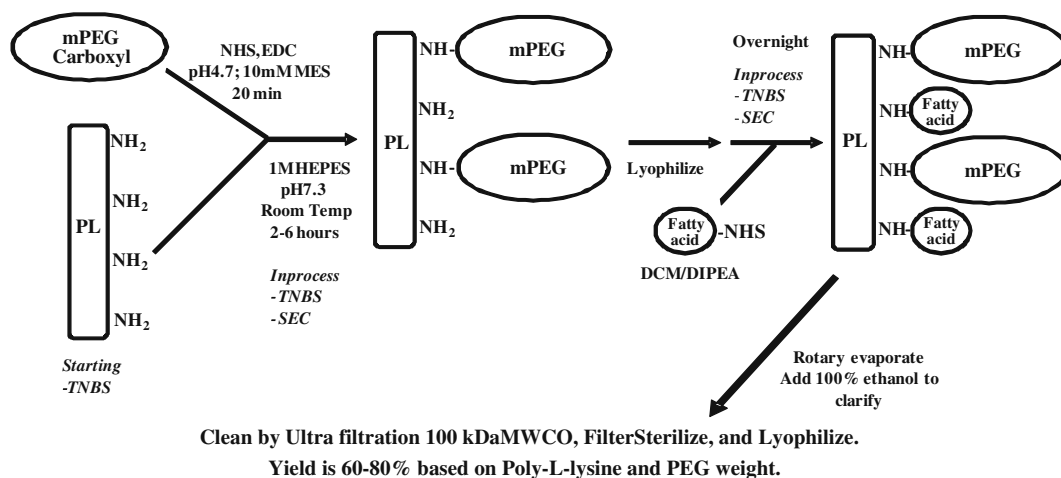 mPEG
Carboxyl
NHS,EDC
pH4.7; 10mM MES
20 min
NH2
NH2
NH2
NH2
PL
Starting
-TNBS
1MHEPES
pH7.3
Room Temp
2-6 hours
Inprocess
-TNBS
-SEC
PL
NH-
mPEG
NH2
NH-
mPEG
NH2
Lyophilize
Overnight
Inprocess
-TNBS
-SEC
Fatty
acid
-NHS
DCM/DIPEA
PL
NH-
mPEG
NH-
Fatty
acid
NH-
mPEG
NH-
Fatty
acid
Rotary evaporate
Add 100% ethanol to
clarify
Clean by Ultra filtration 100 kDaMWCO, FilterSterilize, and Lyophilize.
Yield is 60-80% based on Poly-L-lysine and PEG weight.